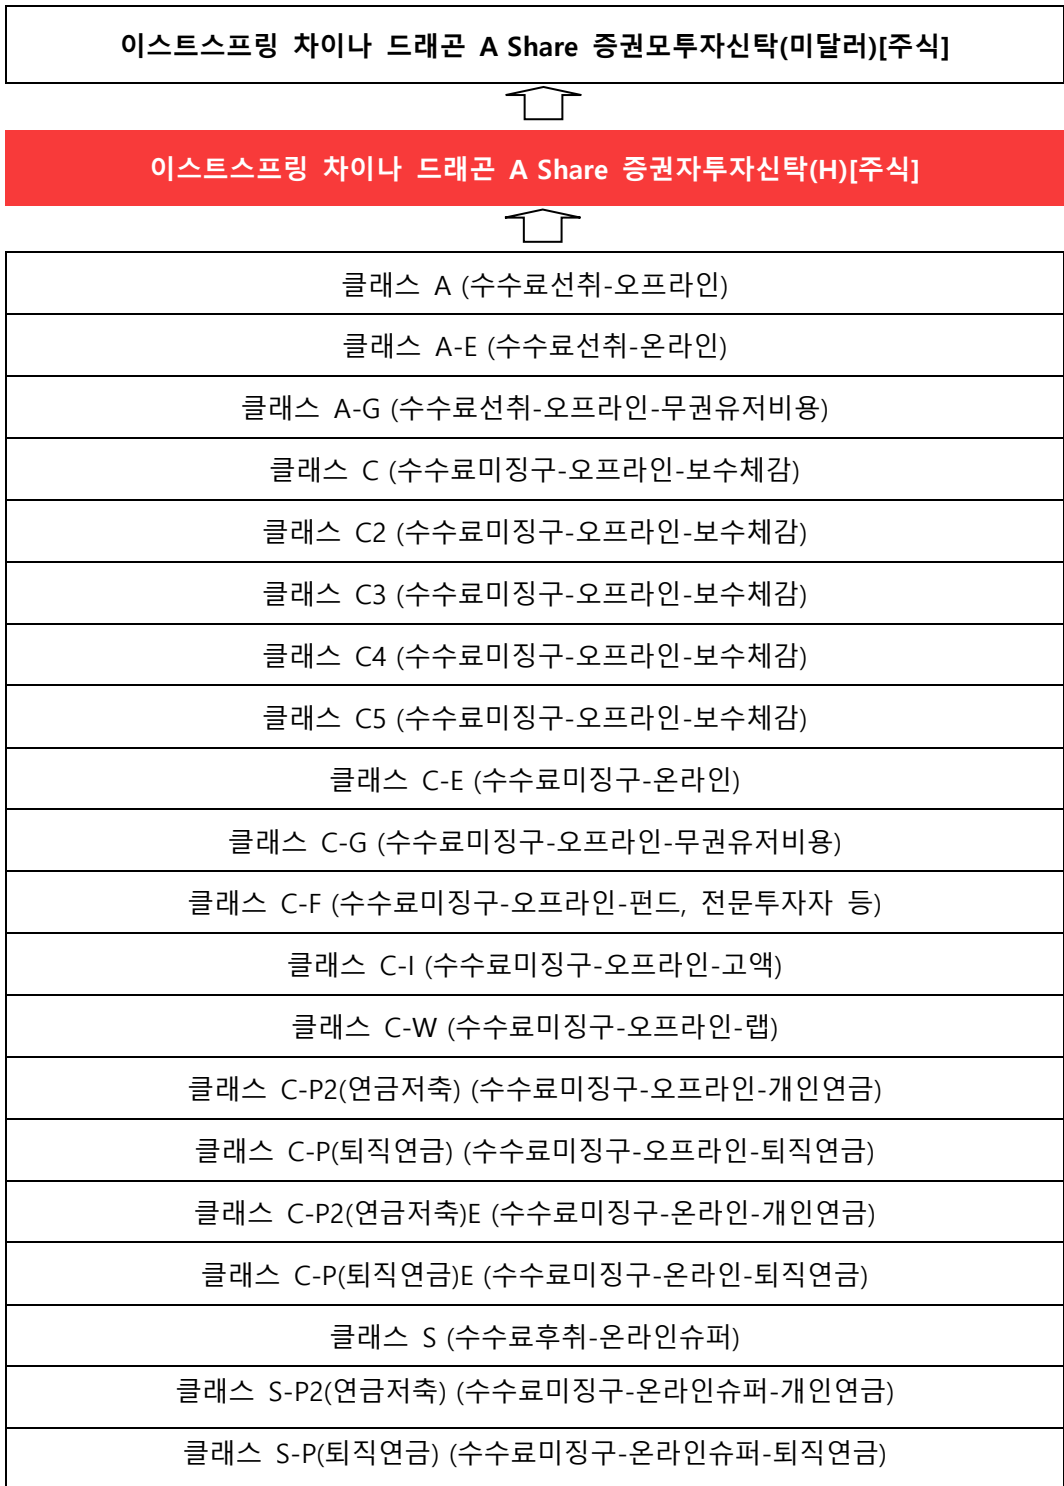 이스트스프링 차이나 드래곤 A Share 증권모투자신탁(미달러)[주식]
이스트스프링 차이나 드래곤 A Share 증권자투자신탁(H)[주식]
클래스 A (수수료선취-오프라인)
클래스 A-E (수수료선취-온라인)
클래스 A-G (수수료선취-오프라인-무권유저비용)
클래스 C (수수료미징구-오프라인-보수체감)
클래스 C2 (수수료미징구-오프라인-보수체감)
클래스 C3 (수수료미징구-오프라인-보수체감)
클래스 C4 (수수료미징구-오프라인-보수체감)
클래스 C5 (수수료미징구-오프라인-보수체감)
클래스 C-E (수수료미징구-온라인)
클래스 C-G (수수료미징구-오프라인-무권유저비용)
클래스 C-F (수수료미징구-오프라인-펀드, 전문투자자 등)
클래스 C-I (수수료미징구-오프라인-고액)
클래스 C-W (수수료미징구-오프라인-랩)
클래스 C-P2(연금저축) (수수료미징구-오프라인-개인연금)
클래스 C-P(퇴직연금) (수수료미징구-오프라인-퇴직연금)
클래스 C-P2(연금저축)E (수수료미징구-온라인-개인연금)
클래스 C-P(퇴직연금)E (수수료미징구-온라인-퇴직연금)
클래스 S (수수료후취-온라인슈퍼)
클래스 S-P2(연금저축) (수수료미징구-온라인슈퍼-개인연금)
클래스 S-P(퇴직연금) (수수료미징구-온라인슈퍼-퇴직연금)